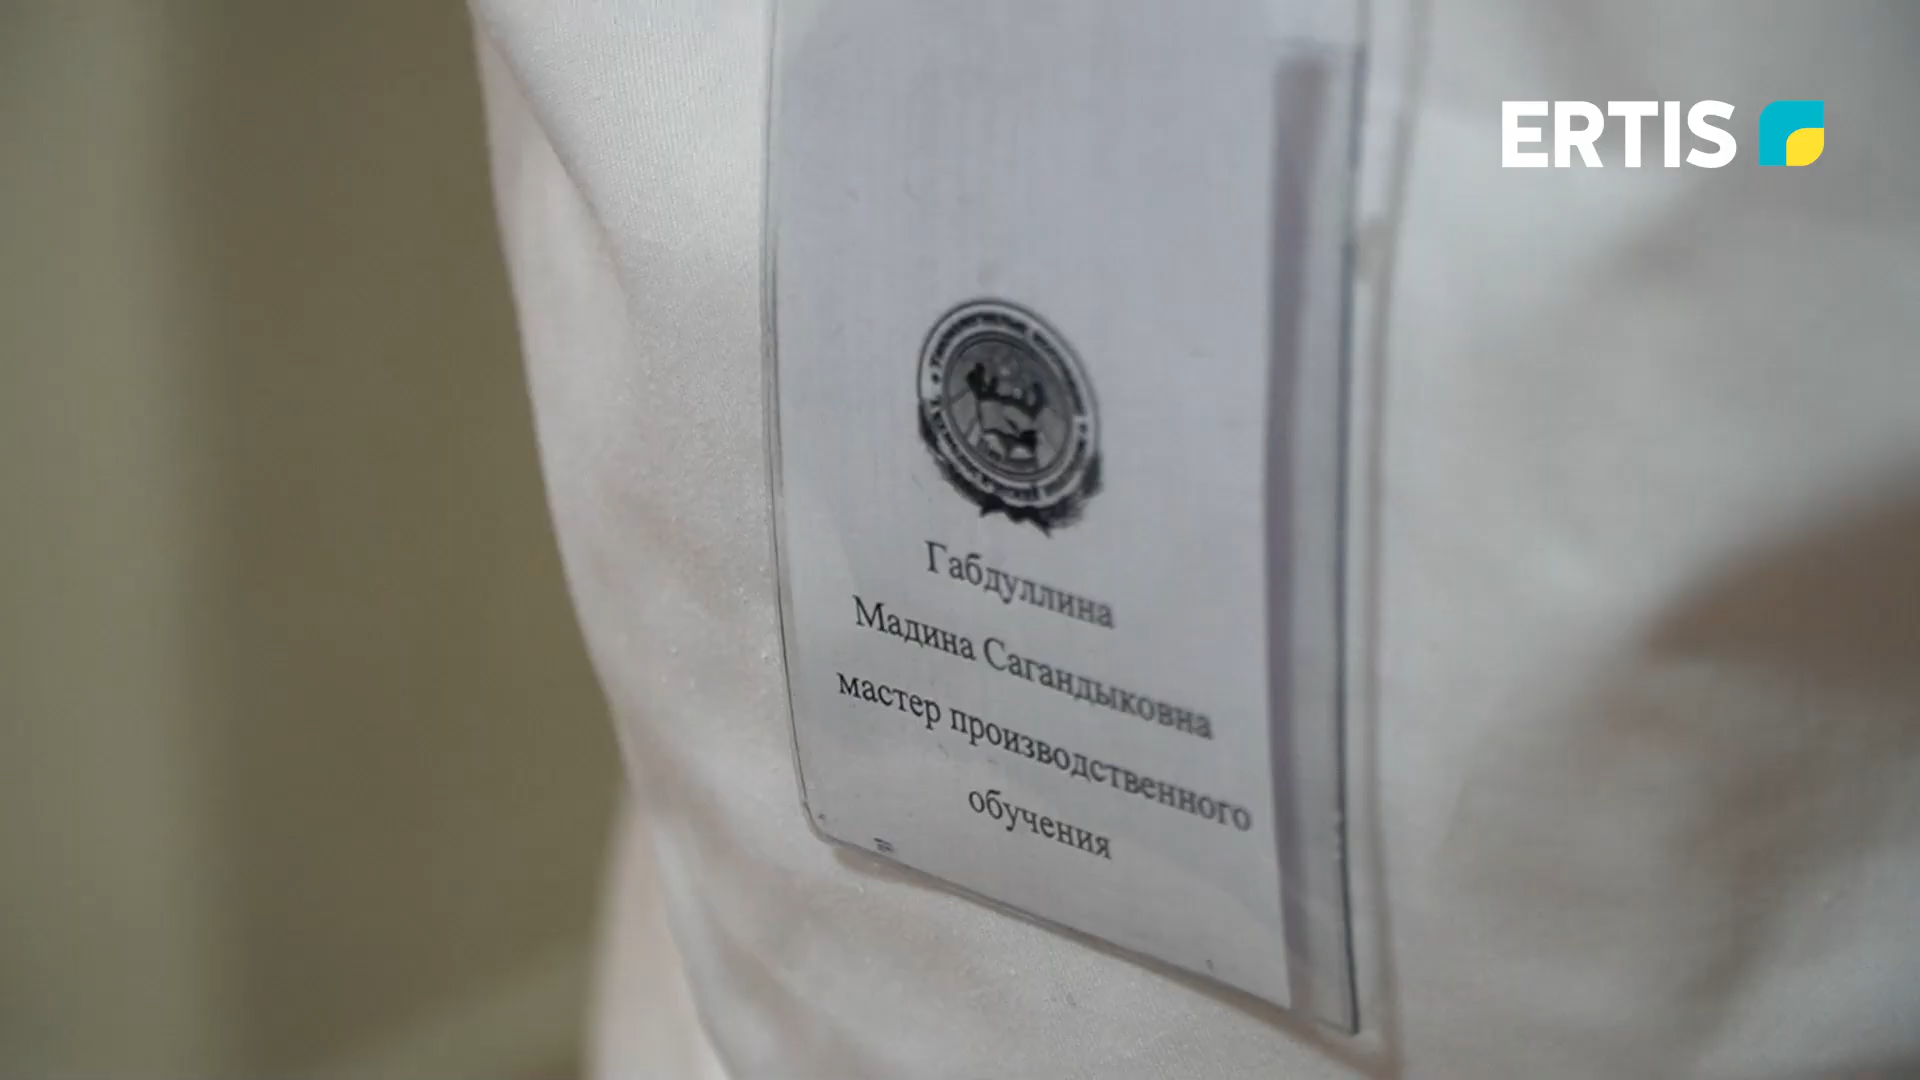 ERTIS
Габдуллина
Мадина Сагандыковна
мастер производственного
обучения